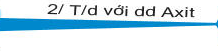 2/ T/d với dd Axit